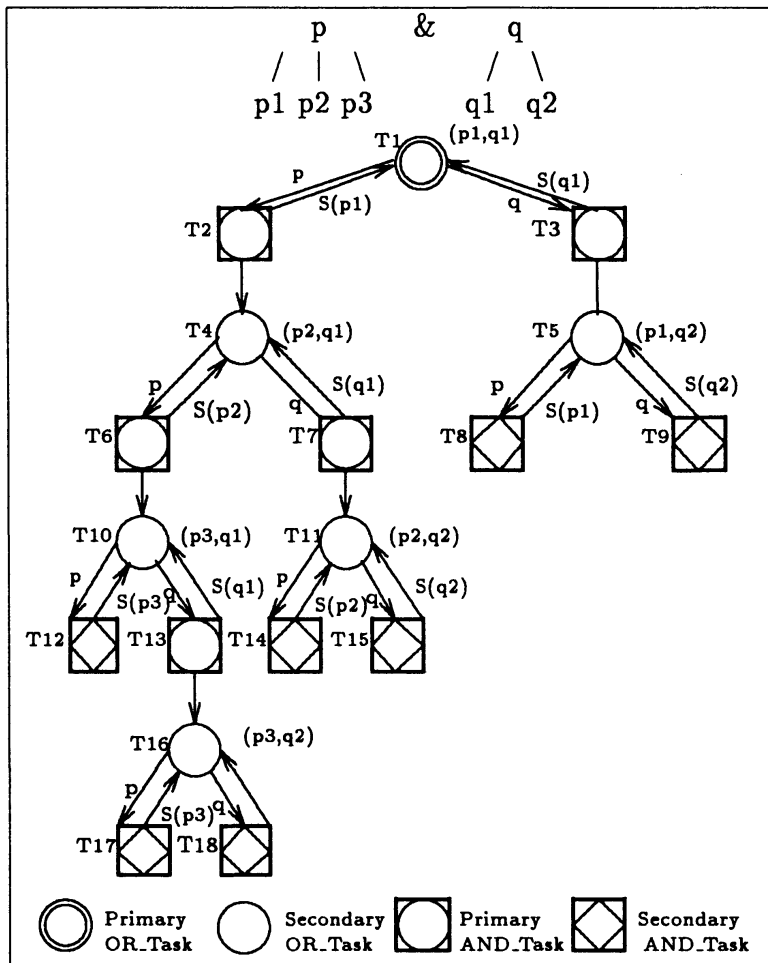 p & q
p1 p2 p3 q1 q2
T1 (p1,q1)
p S(p1) q S(q1)
T2 T3
T4 (p2,q1) T5 (p1,q2)
p S(p2) q S(q1) p S(p1) q S(q2)
T6 T7 T8 T9
T10 (p3,q1) T11 (p2,q2)
p S(p3) q S(q1) p S(p2) q S(q2)
T12 T13 T14 T15
T16 (p3,q2)
p S(p3) q
T17 T18
Primary OR_Task
Secondary OR_Task
Primary AND_Task
Secondary AND_Task